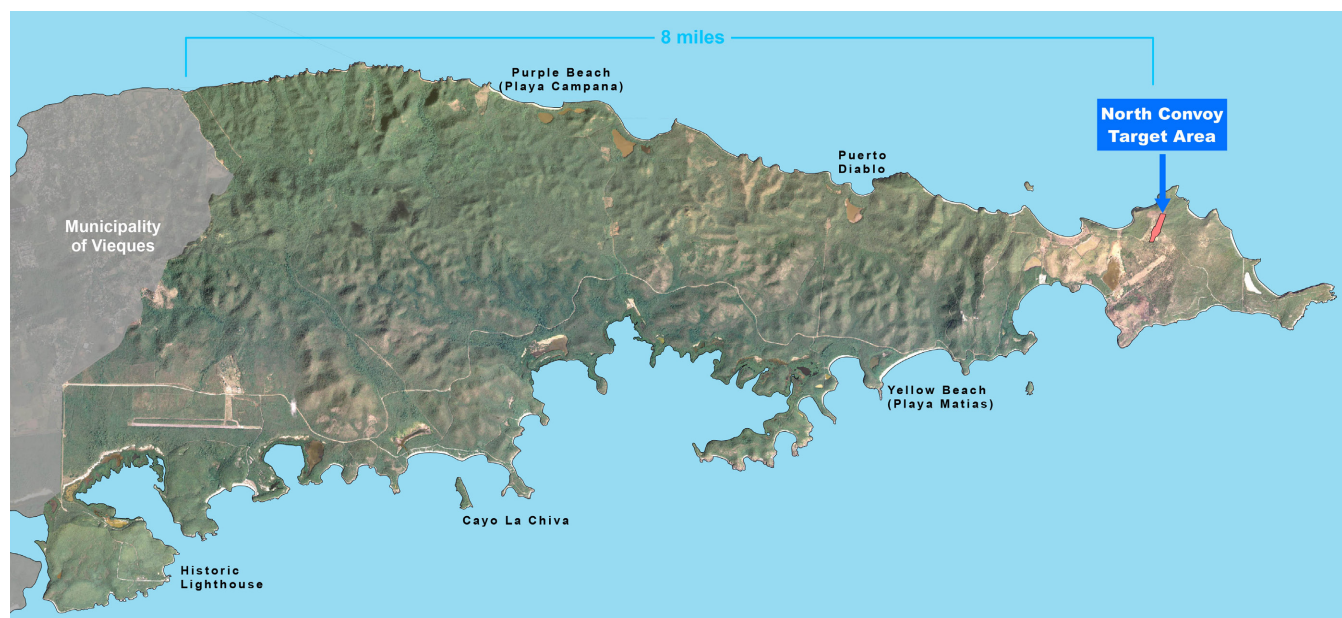 8 miles
Purple Beach
(Playa Campana)
North Convoy
Target Area
Puerto
Diablo
Municipality
of Vieques
Yellow Beach
(Playa Matias)
Cayo La Chiva
Historic
Lighthouse